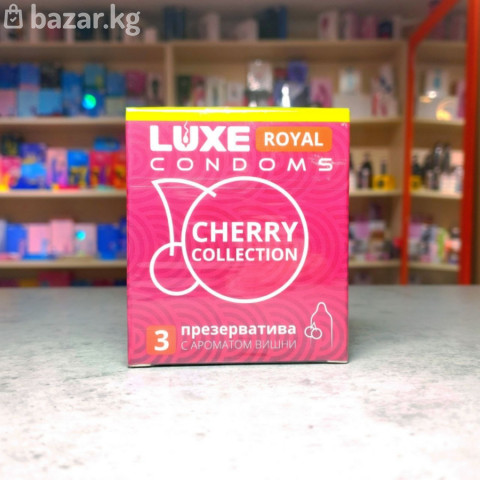 bazar.kg
LUXE ROYAL
CONDOMS
CHERRY
COLLECTION
3 презерватива
С АРОМАТОМ ВИШНИ